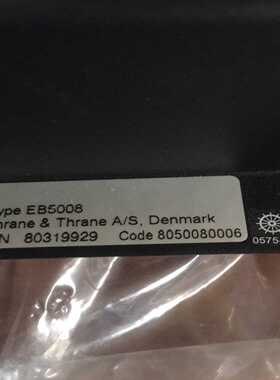 ype EB5008
hrane & Thrane A/S, Denmark
N 80319929 Code 8050080006
0575